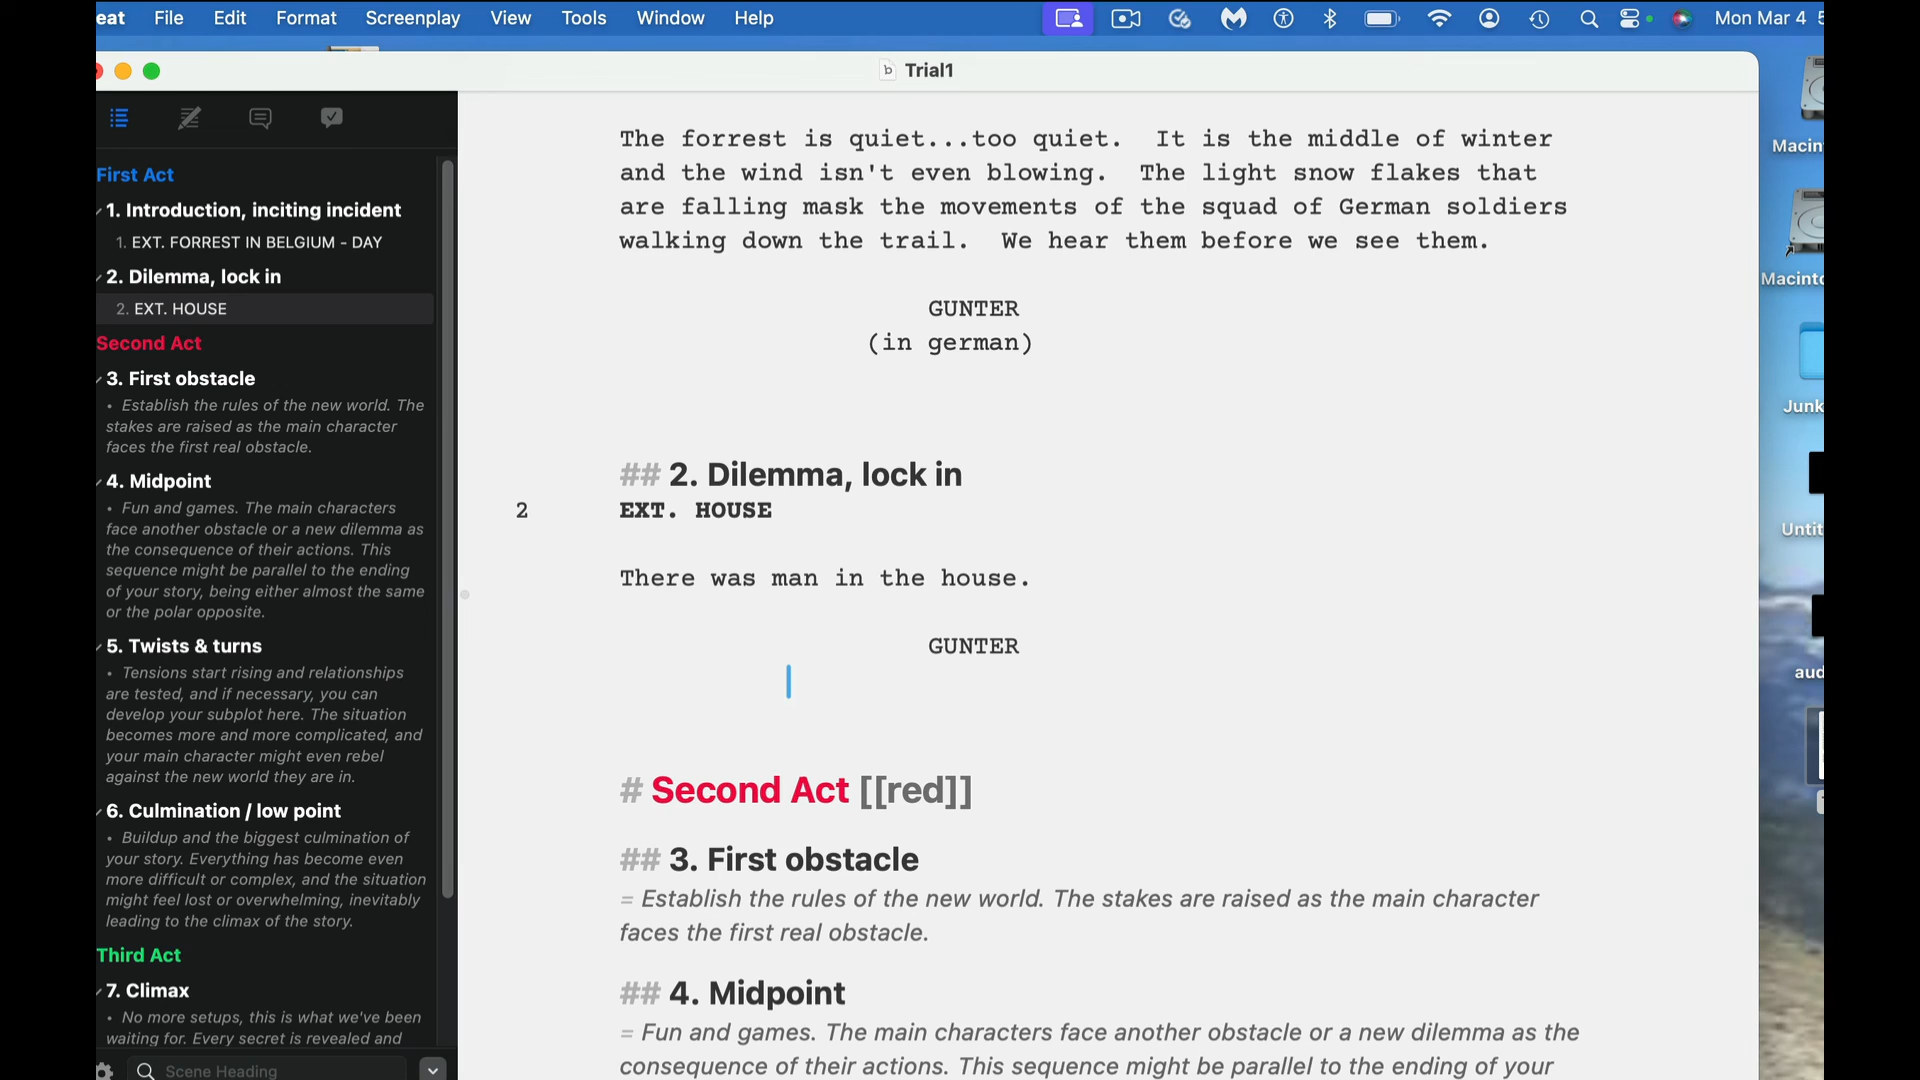 eat File Edit Format Screenplay View Tools Window Help Mon Mar 4
Trial1
First Act
1. Introduction, inciting incident
1. EXT. FORREST IN BELGIUM - DAY
2. Dilemma, lock in
2. EXT. HOUSE
Second Act
3. First obstacle
• Establish the rules of the new world. The
stakes are raised as the main character
faces the first real obstacle.
4. Midpoint
• Fun and games. The main characters
face another obstacle or a new dilemma as
the consequence of their actions. This
sequence might be parallel to the ending
of your story, being either almost the same
or the polar opposite.
5. Twists & turns
• Tensions start rising and relationships
are tested, and if necessary, you can
develop your subplot here. The situation
becomes more and more complicated, and
your main character might even rebel
against the new world they are in.
6. Culmination / low point
• Buildup and the biggest culmination of
your story. Everything has become even
more difficult or complex, and the situation
might feel lost or overwhelming, inevitably
leading to the climax of the story.
Third Act
7. Climax
• No more setups, this is what we've been
waiting for. Every secret is revealed and
Scene Heading
The forrest is quiet...too quiet. It is the middle of winter
and the wind isn't even blowing. The light snow flakes that
are falling mask the movements of the squad of German soldiers
walking down the trail. We hear them before we see them.
GUNTER
(in german)
## 2. Dilemma, lock in
2 EXT. HOUSE
There was man in the house.
GUNTER
# Second Act [[red]]
## 3. First obstacle
= Establish the rules of the new world. The stakes are raised as the main character
faces the first real obstacle.
## 4. Midpoint
= Fun and games. The main characters face another obstacle or a new dilemma as the
consequence of their actions. This sequence might be parallel to the ending of your
Macin
Macinto
Junk
Untit
aud